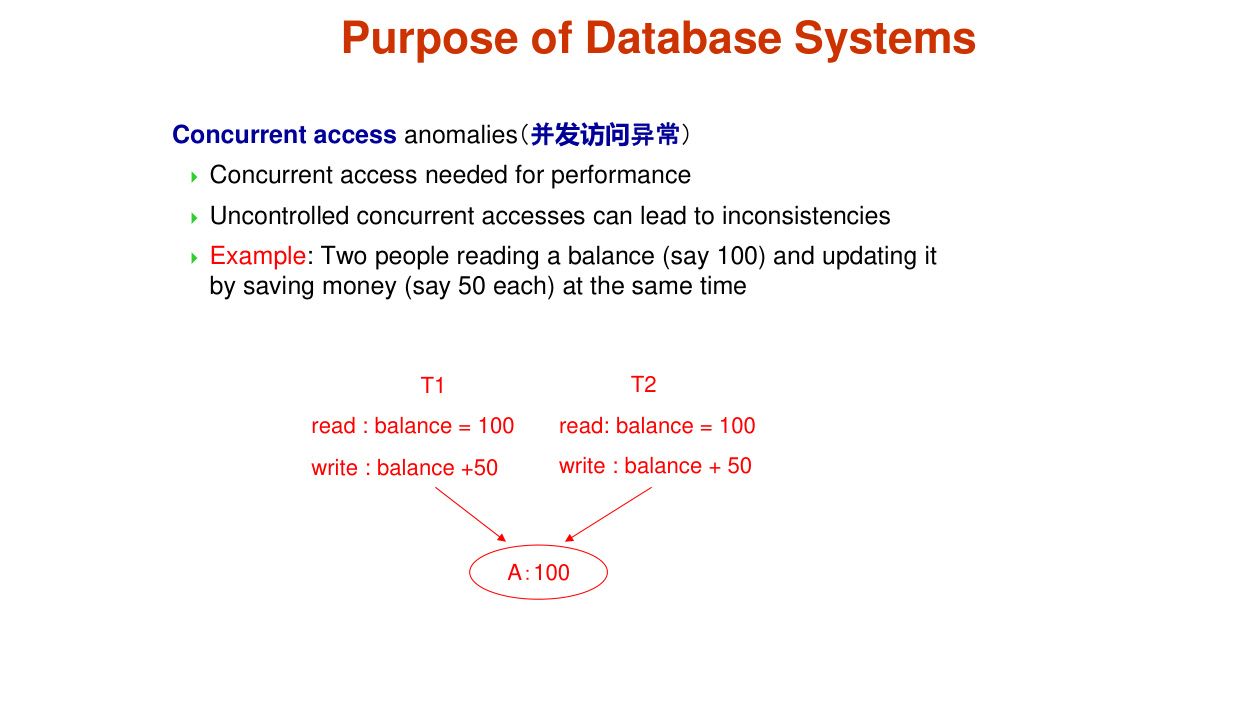 Purpose of Database Systems
Concurrent access anomalies（并发访问异常）
Concurrent access needed for performance
Uncontrolled concurrent accesses can lead to inconsistencies
Example: Two people reading a balance (say 100) and updating it
by saving money (say 50 each) at the same time
T1 T2
read : balance = 100 read: balance = 100
write : balance +50 write : balance + 50
A：100